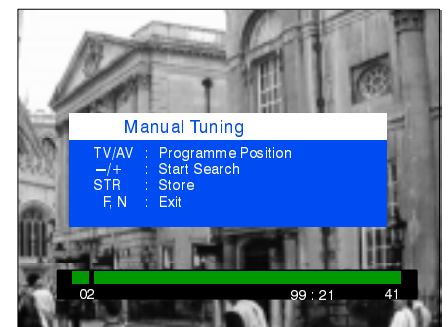 Manual Tuning
TV/AV : Programme Position
–/+ : Start Search
STR : Store
F, N : Exit
02 99 : 21 41